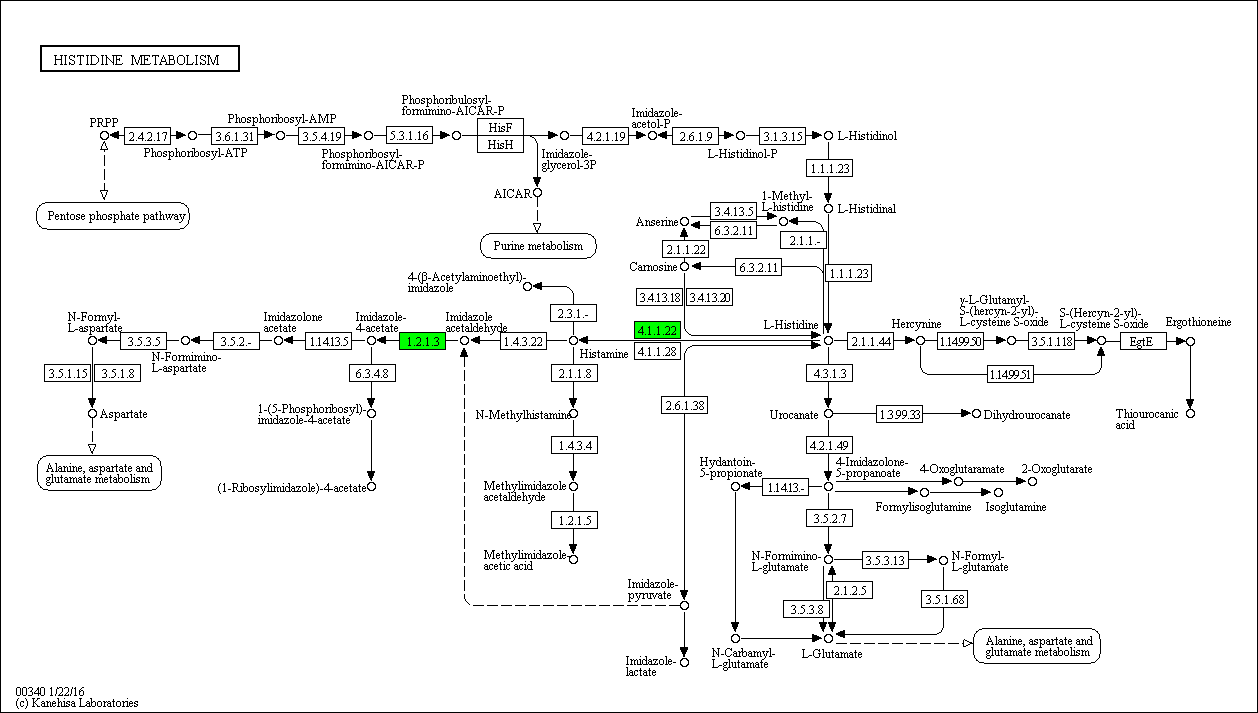 HISTIDINE METABOLISM
Phosphoribulosyl-
formimino-AICAR-P
PRPP
Phosphoribosyl-AMP
Imidazole-
acetol-P
2.4.2.17
3.6.1.31
3.5.4.19
5.3.1.16
HisF
HisH
4.2.1.19
2.6.1.9
3.1.3.15
L-Histidinol
Phosphoribosyl-ATP
Phosphoribosyl-
formimino-AICAR-P
Imidazole-
glycerol-3P
L-Histidinol-P
1.1.1.23
AICAR
Pentose phosphate pathway
Purine metabolism
1-Methyl-
L-histidine
L-Histidinal
Anserine
3.4.13.5
6.3.2.11
2.1.1.-
2.1.1.22
Carnosine
6.3.2.11
1.1.1.23
4-(β-Acetylaminoethyl)-
imidazole
3.4.13.18
3.4.13.20
2.3.1.-
γ-L-Glutamyl-
S-(hercyn-2-yl)-
L-cysteine S-oxide
S-(Hercyn-2-yl)-
L-cysteine S-oxide
N-Formyl-
L-aspartate
Imidazolone
acetate
Imidazole-
4-acetate
Imidazole
acetaldehyde
4.1.1.22
L-Histidine
Hercynine
Ergothioneine
3.5.3.5
3.5.2.-
1.14.13.5
1.2.1.3
1.4.3.22
Histamine
4.1.1.28
2.1.1.44
1.14.99.50
3.5.1.118
EgtE
N-Formimino-
L-aspartate
1.14.99.51
3.5.1.15
3.5.1.8
6.3.4.8
2.1.1.8
4.3.1.3
2.6.1.38
Aspartate
1-(5-Phosphoribosyl)-
imidazole-4-acetate
N-Methylhistamine
Urocanate
1.3.99.33
Dihydrourocanate
Thiourocanic
acid
1.4.3.4
4.2.1.49
Alanine, aspartate and
glutamate metabolism
(1-Ribosylimidazole)-4-acetate
Methylimidazole
acetaldehyde
Hydantoin-
5-propionate
4-Imidazolone-
5-propanoate
4-Oxoglutaramate
2-Oxoglutarate
1.14.13.-
Formylisoglutamine
Isoglutamine
1.2.1.5
3.5.2.7
Methylimidazole-
acetic acid
N-Formimino-
L-glutamate
3.5.3.13
N-Formyl-
L-glutamate
Imidazole-
pyruvate
2.1.2.5
3.5.3.8
3.5.1.68
N-Carbamyl-
L-glutamate
L-Glutamate
Alanine, aspartate and
glutamate metabolism
Imidazole-
lactate
00340 1/22/16
(c) Kanehisa Laboratories